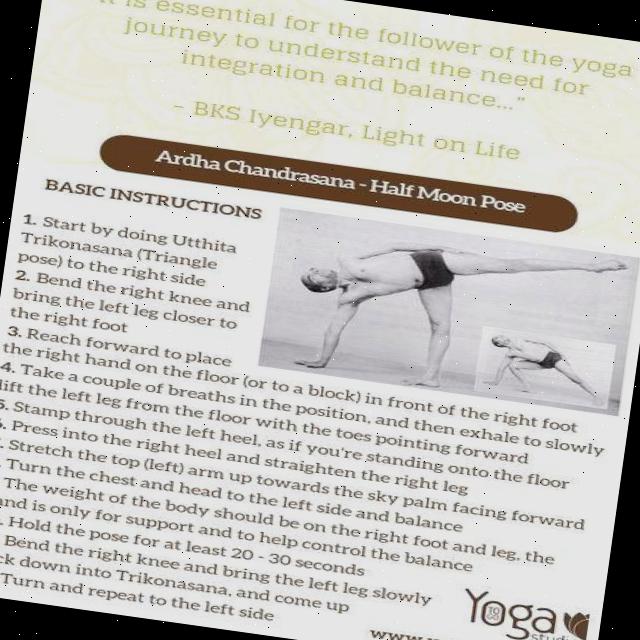 is essential for the follower of the yoga
journey to understand the need for
integration and balance..."
- BKS Iyengar, Light on Life
Ardha Chandrasana - Half Moon Pose
BASIC INSTRUCTIONS
1. Start by doing Utthita
Trikonasana (Triangle
pose) to the right side
2. Bend the right knee and
bring the left leg closer to
the right foot
3. Reach forward to place
the right hand on the floor (or to a block) in front of the right foot
4. Take a couple of breaths in the position, and then exhale to slowly
lift the left leg from the floor with the toes pointing forward
5. Stamp through the left heel, as if you're standing onto the floor
. Press into the right heel and straighten the right leg
. Stretch the top (left) arm up towards the sky palm facing forward
. Turn the chest and head to the left side and balance
The weight of the body should be on the right foot and leg, the
and is only for support and to help control the balance
. Hold the pose for at least 20 - 30 seconds
Bend the right knee and bring the left leg slowly
ck down into Trikonasana, and come up
Turn and repeat to the left side
Yoga
TO GO